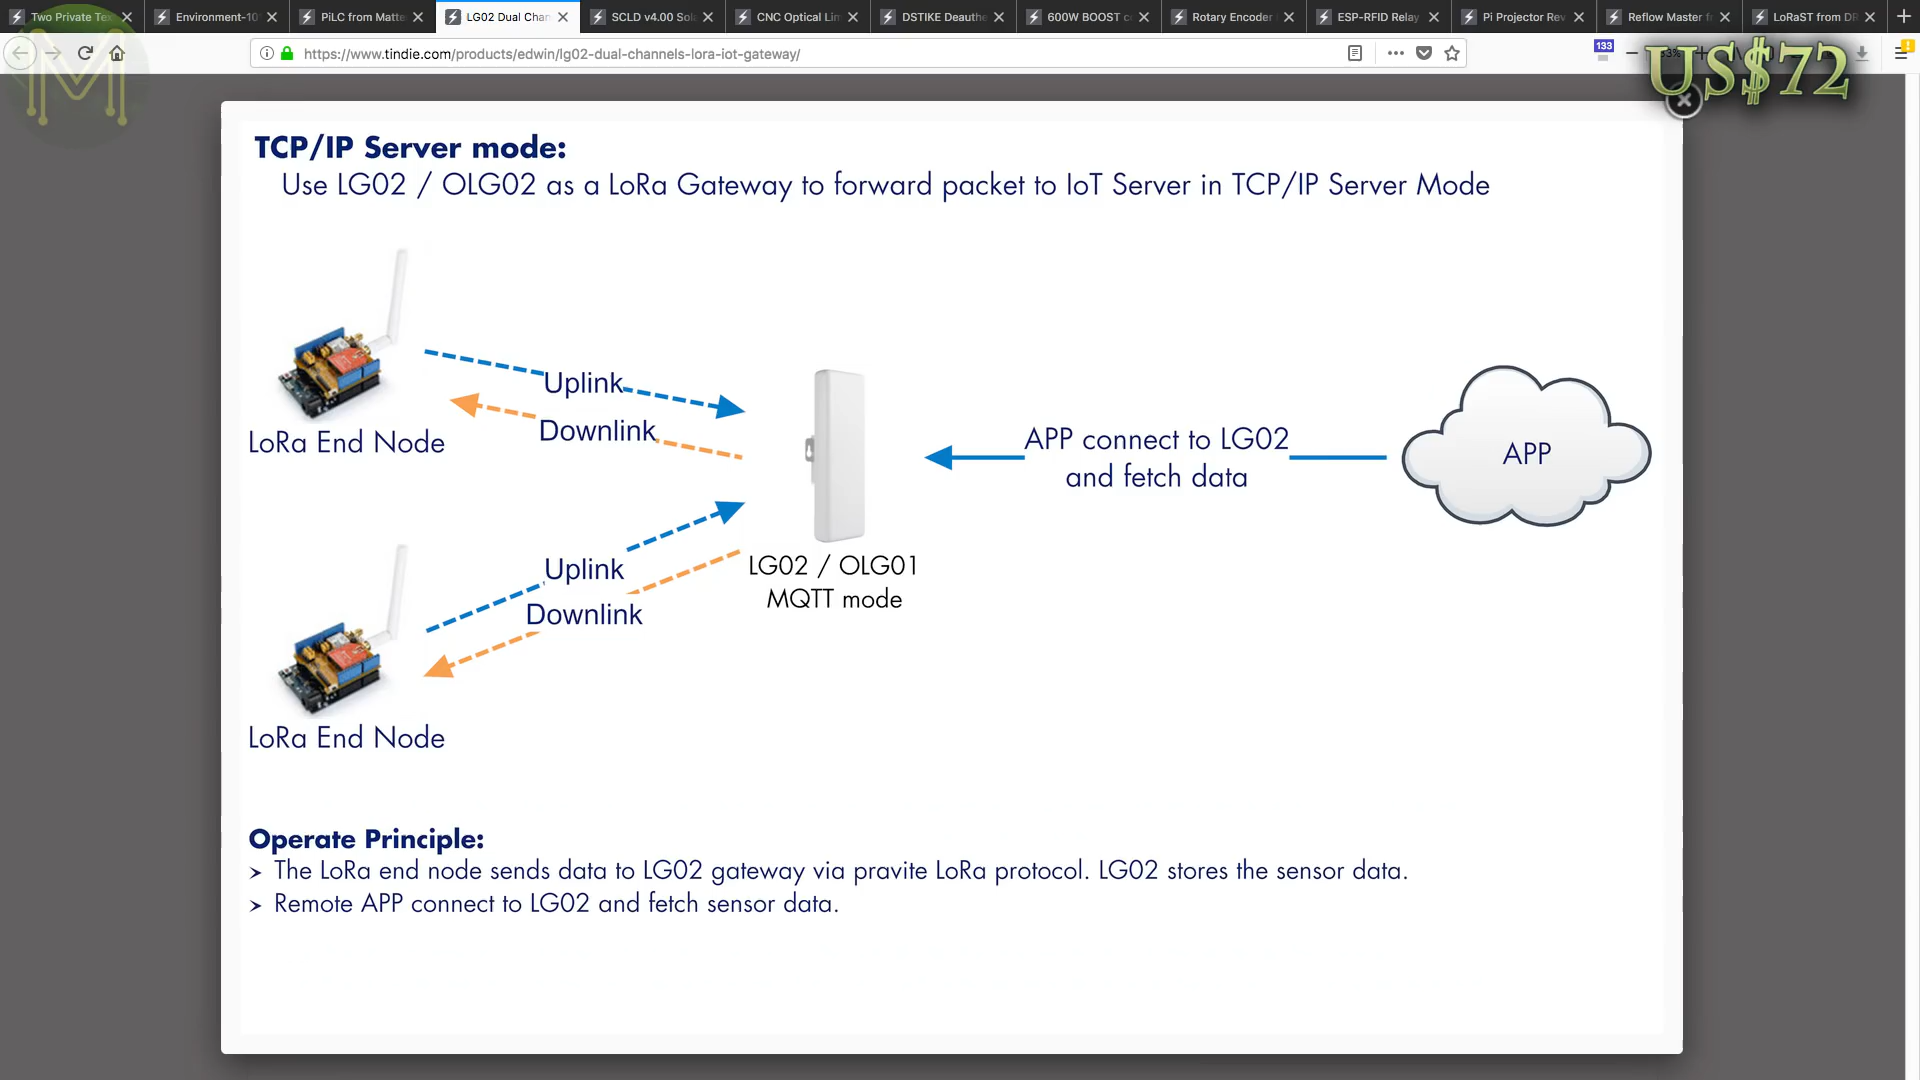 Two Private Tex
Environment-10
PiLC from Matte
LG02 Dual Chan
SCLD v4.00 Sola
CNC Optical Lim
DSTIKE Deauthe
600W BOOST co
Rotary Encoder
ESP-RFID Relay
Pi Projector Rev
Reflow Master f
LoRaST from DR
https://www.tindie.com/products/edwin/lg02-dual-channels-lora-iot-gateway/
133
US$72
M
TCP/IP Server mode:
Use LG02 / OLG02 as a LoRa Gateway to forward packet to IoT Server in TCP/IP Server Mode
Uplink
Downlink
LoRa End Node
APP connect to LG02
and fetch data
APP
Uplink
Downlink
LG02 / OLG01
MQTT mode
LoRa End Node
Operate Principle:
➢ The LoRa end node sends data to LG02 gateway via pravite LoRa protocol. LG02 stores the sensor data.
➢ Remote APP connect to LG02 and fetch sensor data.